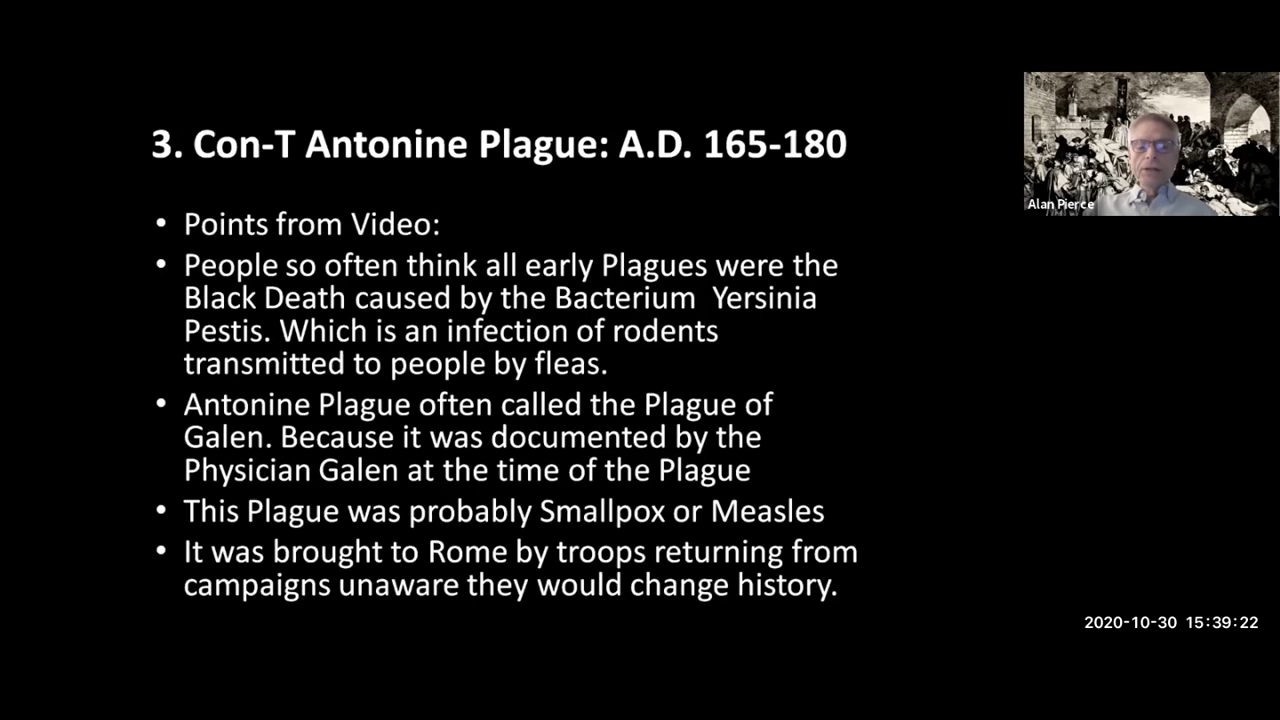 3. Con-T Antonine Plague: A.D. 165-180
• Points from Video:
• People so often think all early Plagues were the
Black Death caused by the Bacterium  Yersinia
Pestis. Which is an infection of rodents
transmitted to people by fleas.
• Antonine Plague often called the Plague of
Galen. Because it was documented by the
Physician Galen at the time of the Plague
• This Plague was probably Smallpox or Measles
• It was brought to Rome by troops returning from
campaigns unaware they would change history.
Alan Pierce
2020-10-30 15:39:22